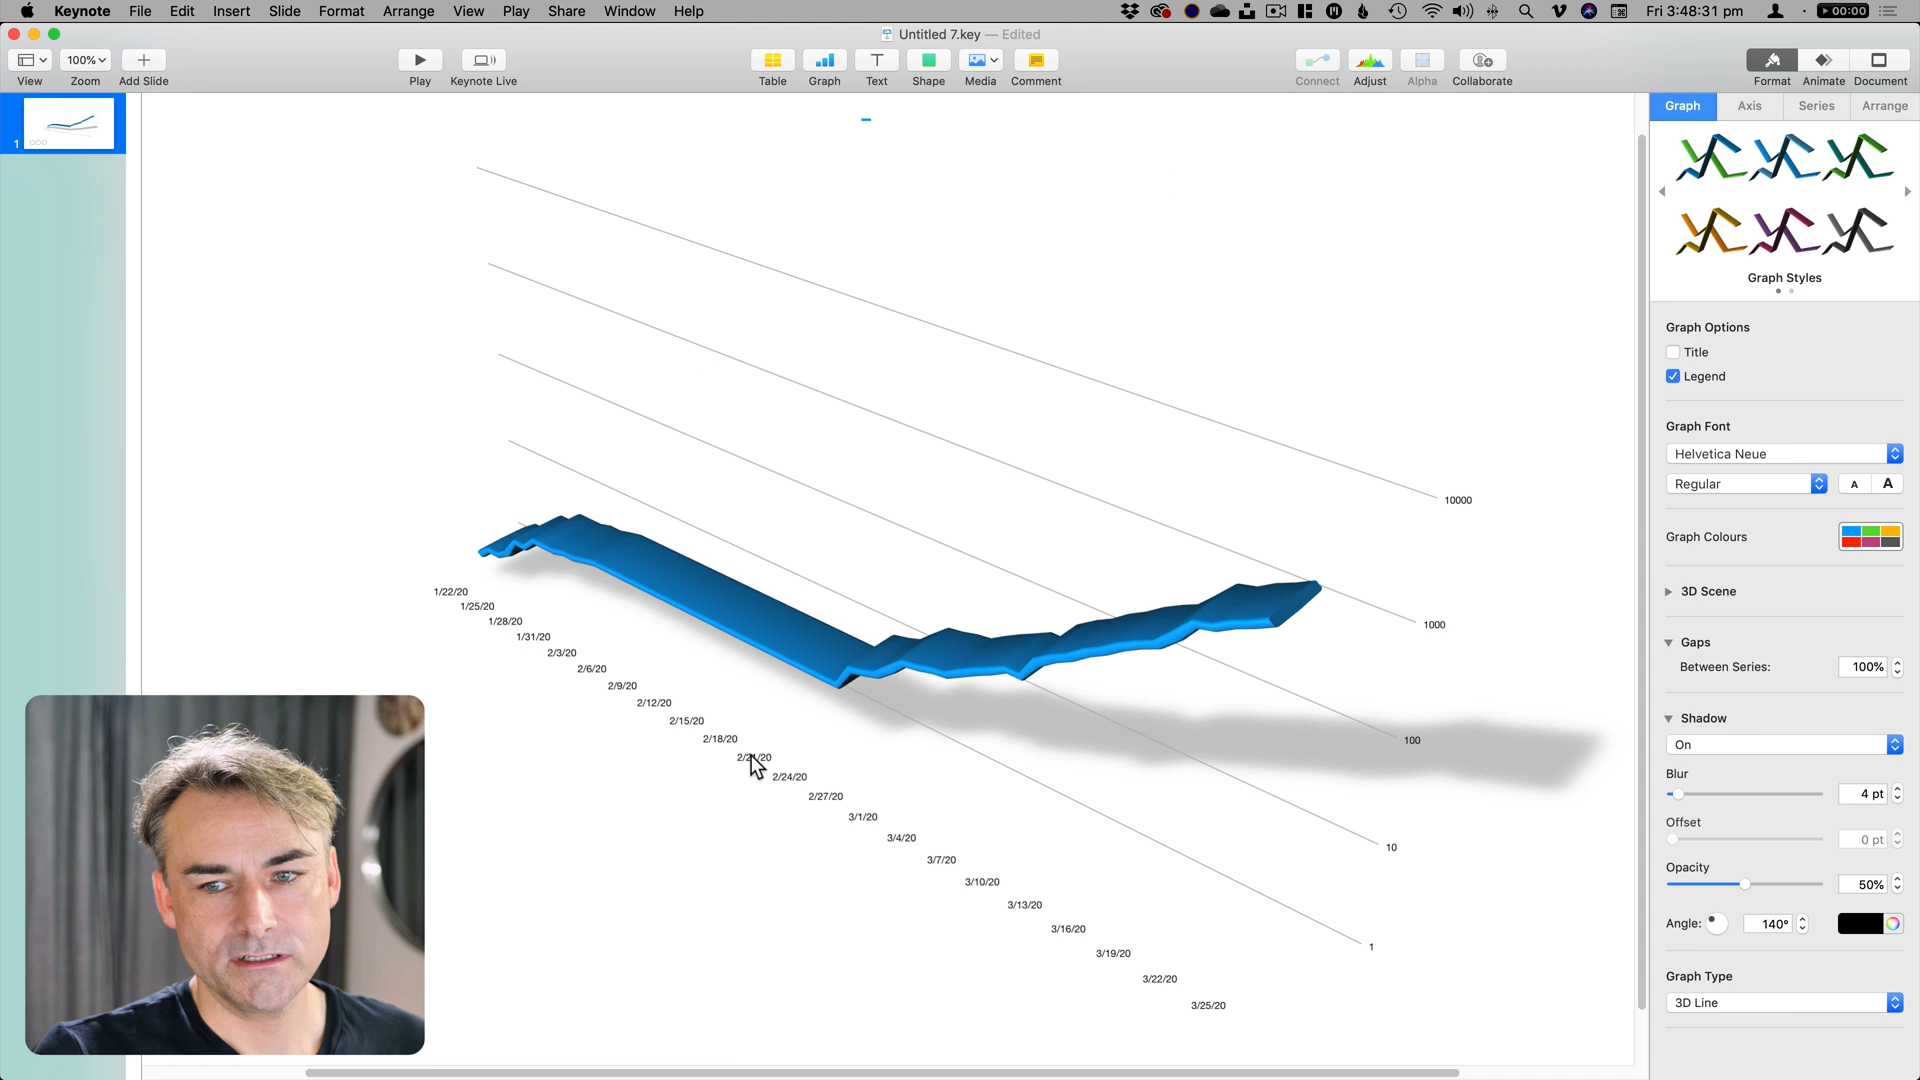 Keynote File Edit Insert Slide Format Arrange View Play Share Window Help Fri 3:48:31 pm 00:00
Untitled 7.key — Edited
100%
View Zoom Add Slide Play Keynote Live Table Graph Text Shape Media Comment Connect Adjust Alpha Collaborate Format Animate Document
Graph Axis Series Arrange
1
Graph Styles
Graph Options
Title
Legend
Graph Font
Helvetica Neue
Regular A A
Graph Colours
3D Scene
Gaps
Between Series: 100%
Shadow
On
Blur
4 pt
Offset
0 pt
Opacity
50%
Angle: 140°
Graph Type
3D Line
10000
1000
100
10
1
1/22/20
1/25/20
1/28/20
1/31/20
2/3/20
2/6/20
2/9/20
2/12/20
2/15/20
2/18/20
2/21/20
2/24/20
2/27/20
3/1/20
3/4/20
3/7/20
3/10/20
3/13/20
3/16/20
3/19/20
3/22/20
3/25/20